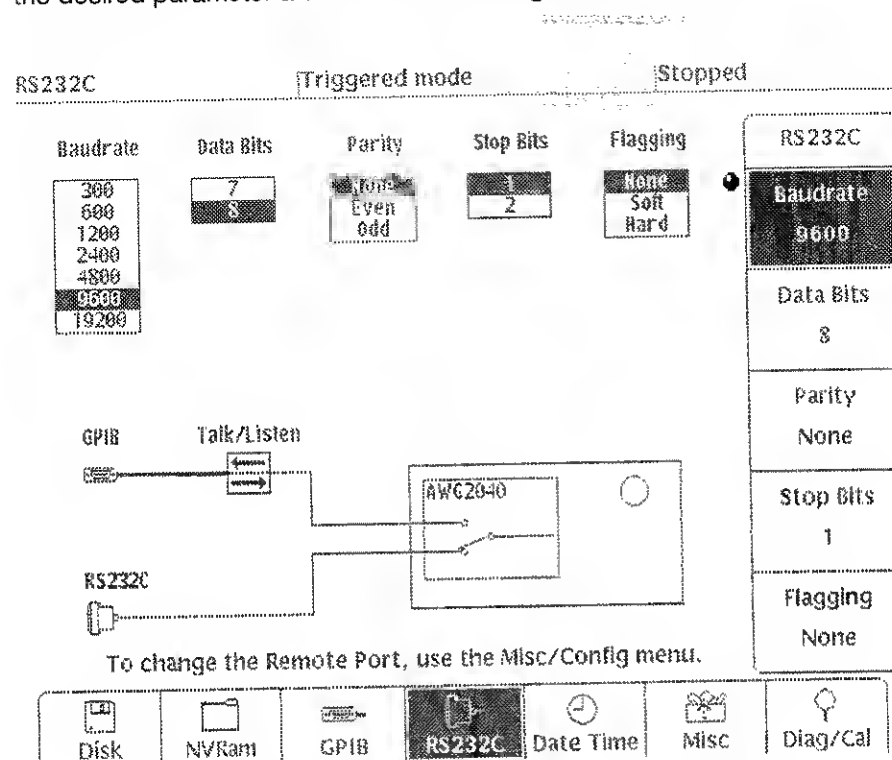 the desired parameter
RS232C Triggered mode Stopped
Baudrate Data Bits Parity Stop Bits Flagging
300
600
1200
2400
4800
9600
19200
7
8
None
Even
Odd
1
2
None
Soft
Hard
RS232C
Baudrate
9600
Data Bits
8
Parity
None
Stop Bits
1
Flagging
None
GPIB Talk/Listen
AWG2040
RS232C
To change the Remote Port, use the Misc/Config menu.
Disk NVRam GPIB RS232C Date Time Misc Diag/Cal